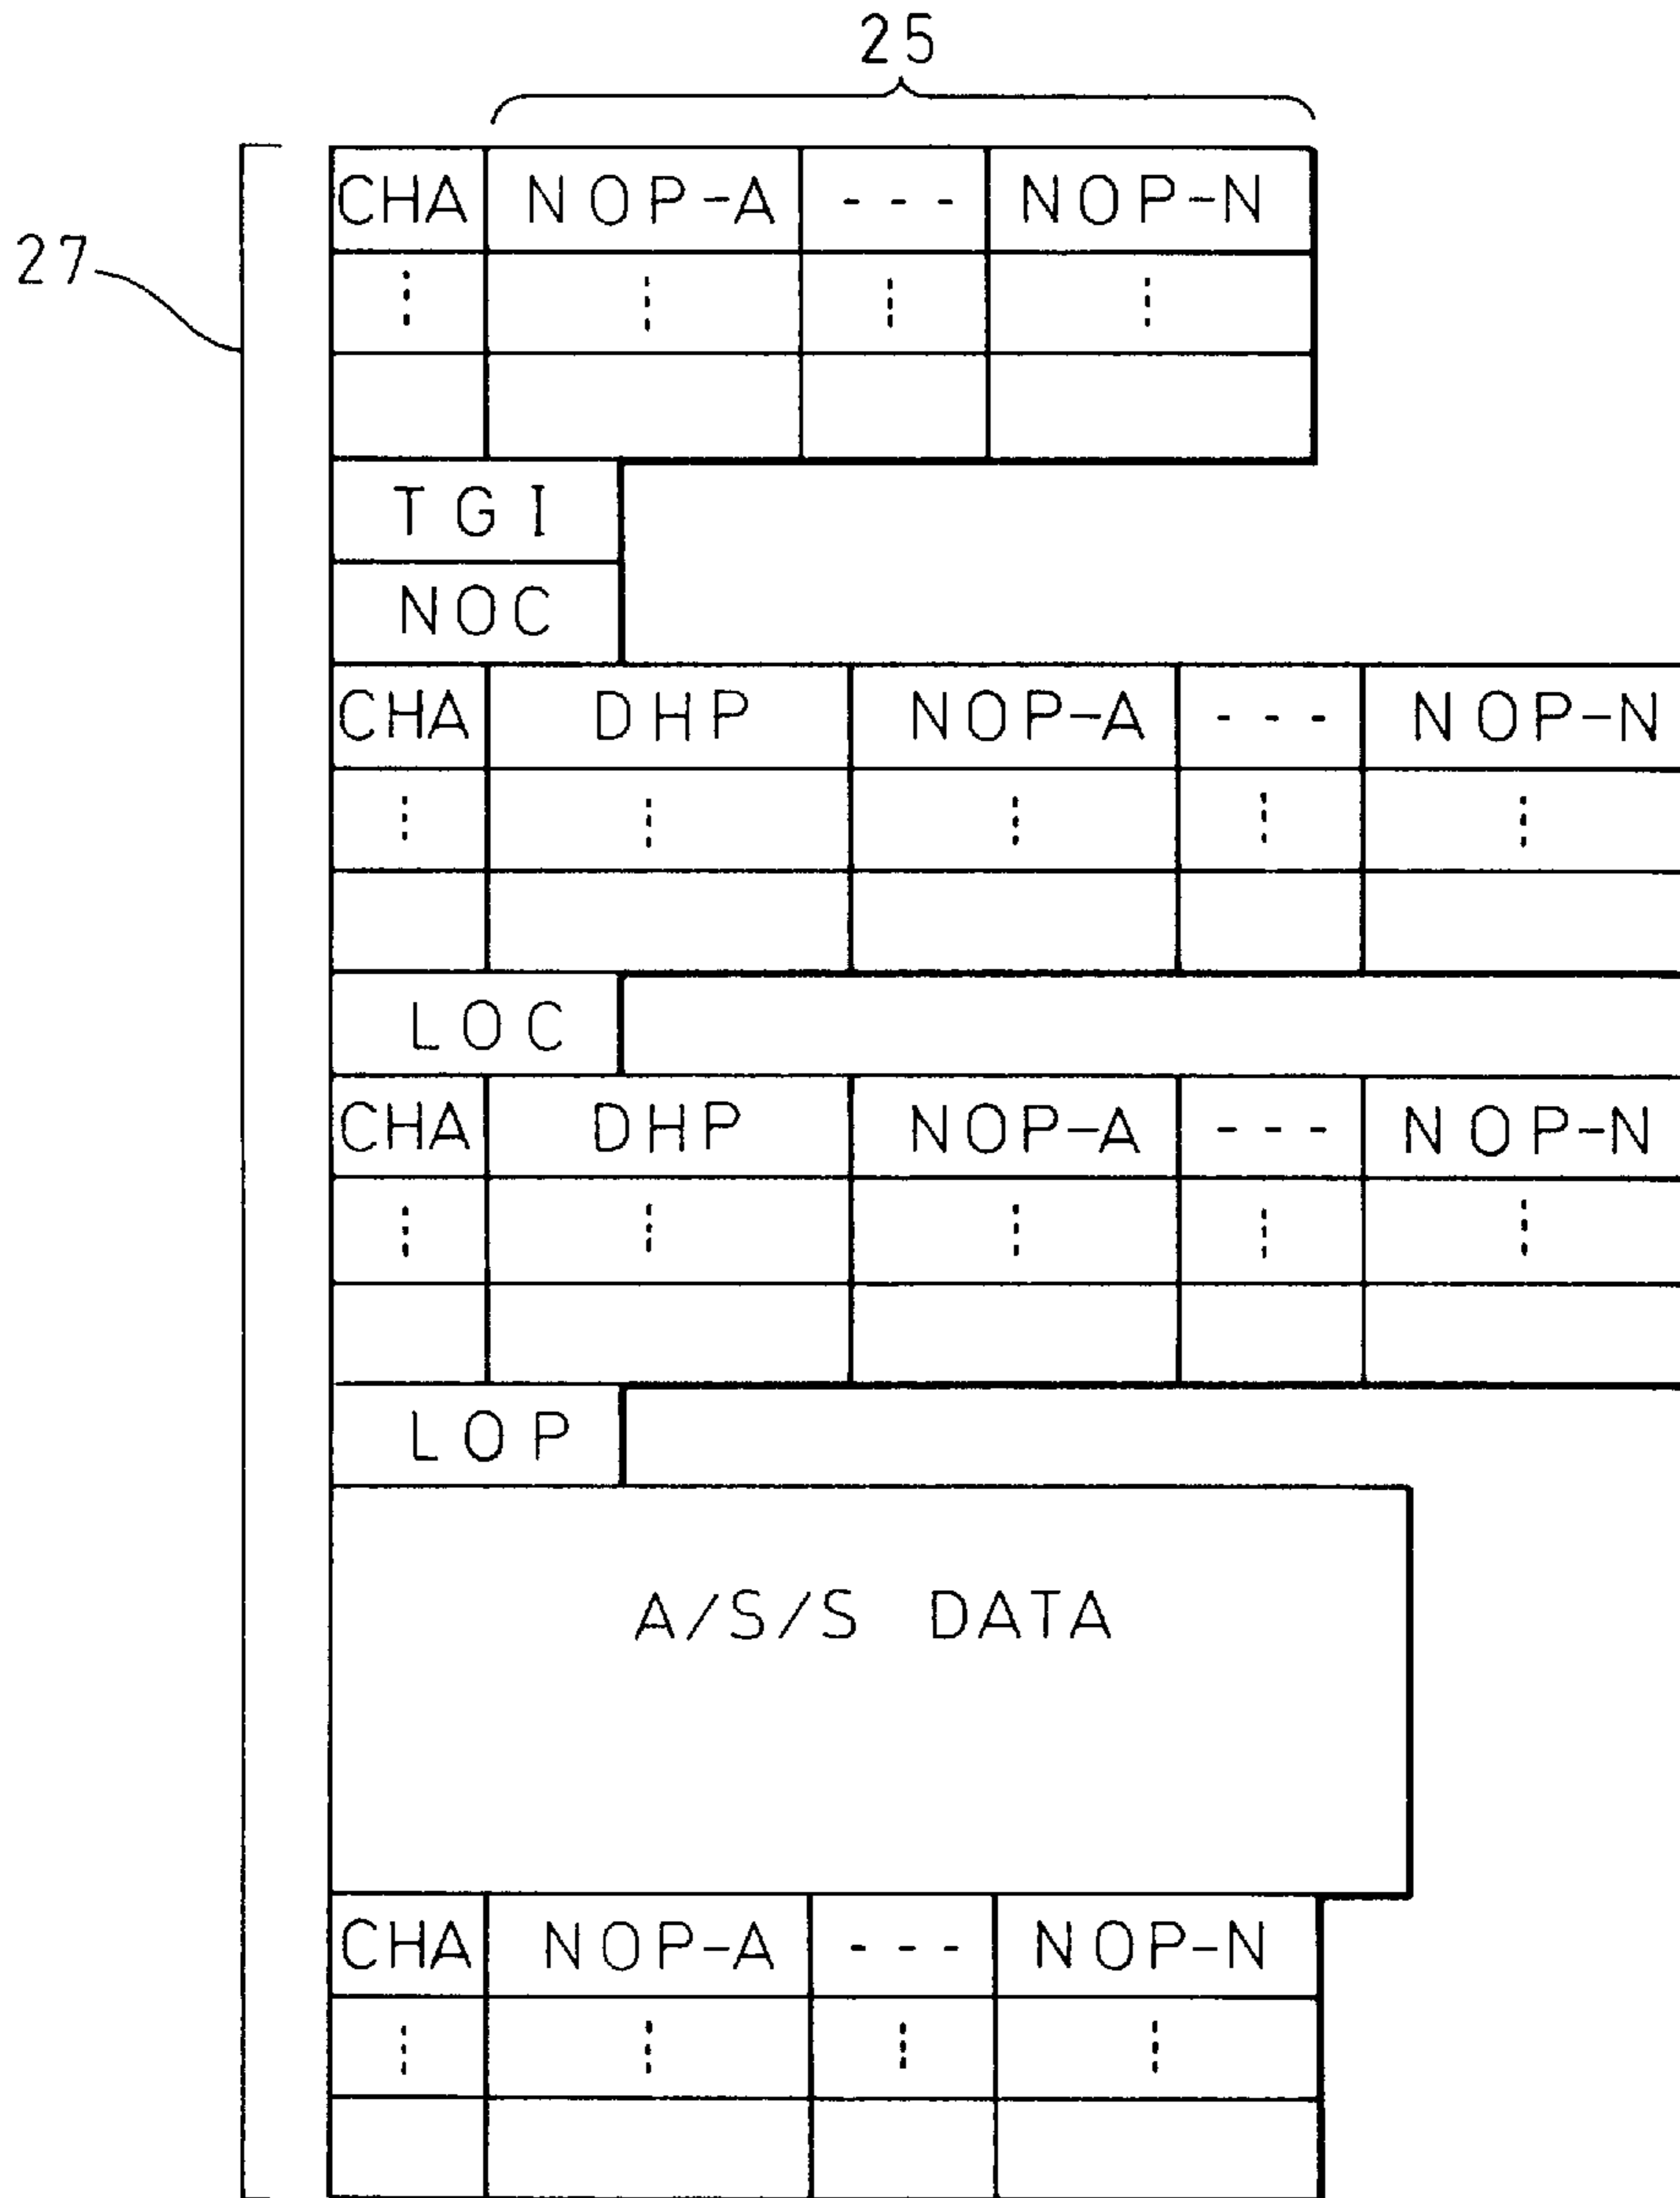 25
27
CHA NOP-A --- NOP-N
TGI
NOC
CHA DHP NOP-A --- NOP-N
LOC
CHA DHP NOP-A --- NOP-N
LOP
A/S/S DATA
CHA NOP-A --- NOP-N